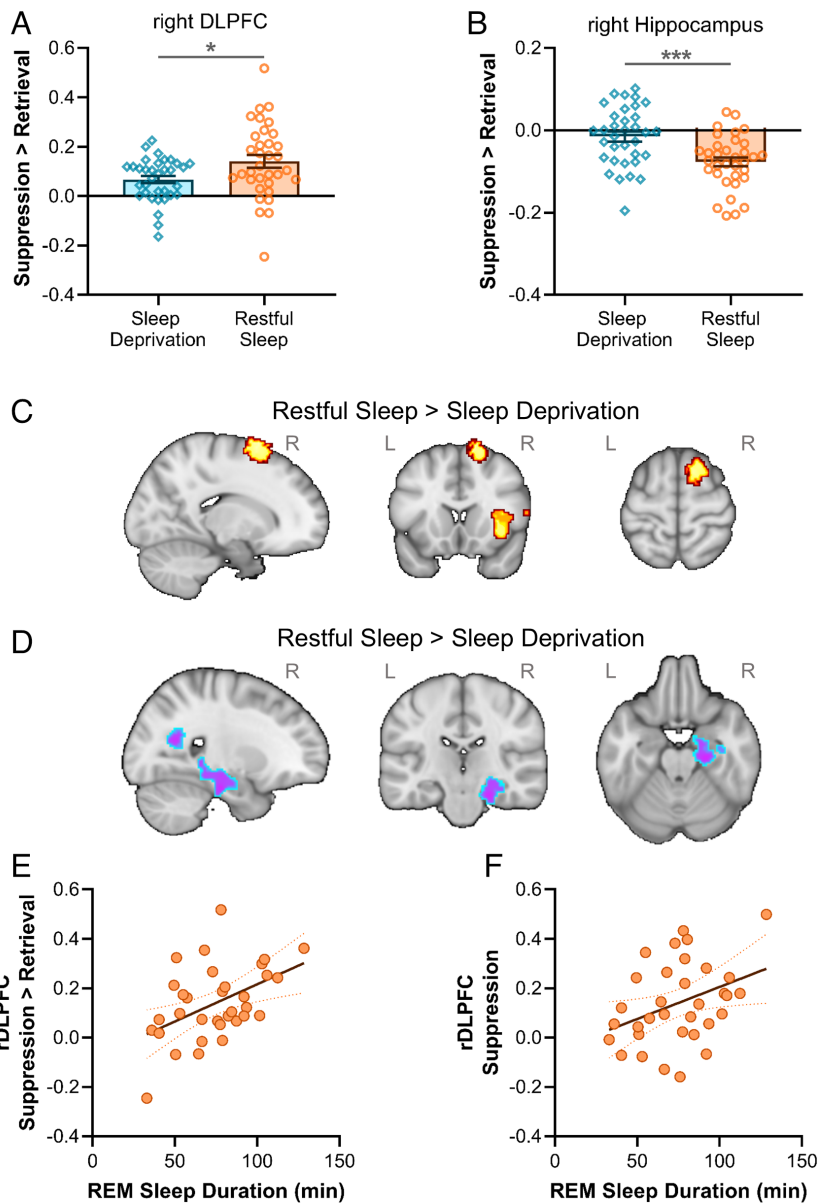 A
right DLPFC
*
0.6
0.4
0.2
0.0
-0.2
-0.4
Suppression > Retrieval
Sleep
Deprivation
Restful
Sleep
B
right Hippocampus
***
0.2
0.0
-0.2
-0.4
Suppression > Retrieval
Sleep
Deprivation
Restful
Sleep
C
Restful Sleep > Sleep Deprivation
R
L
R
L
R
D
Restful Sleep > Sleep Deprivation
R
L
R
L
R
E
0.6
0.4
0.2
0.0
-0.2
-0.4
rDLPFC
Suppression > Retrieval
0
50
100
150
REM Sleep Duration (min)
F
0.6
0.4
0.2
0.0
-0.2
-0.4
rDLPFC
Suppression
0
50
100
150
REM Sleep Duration (min)